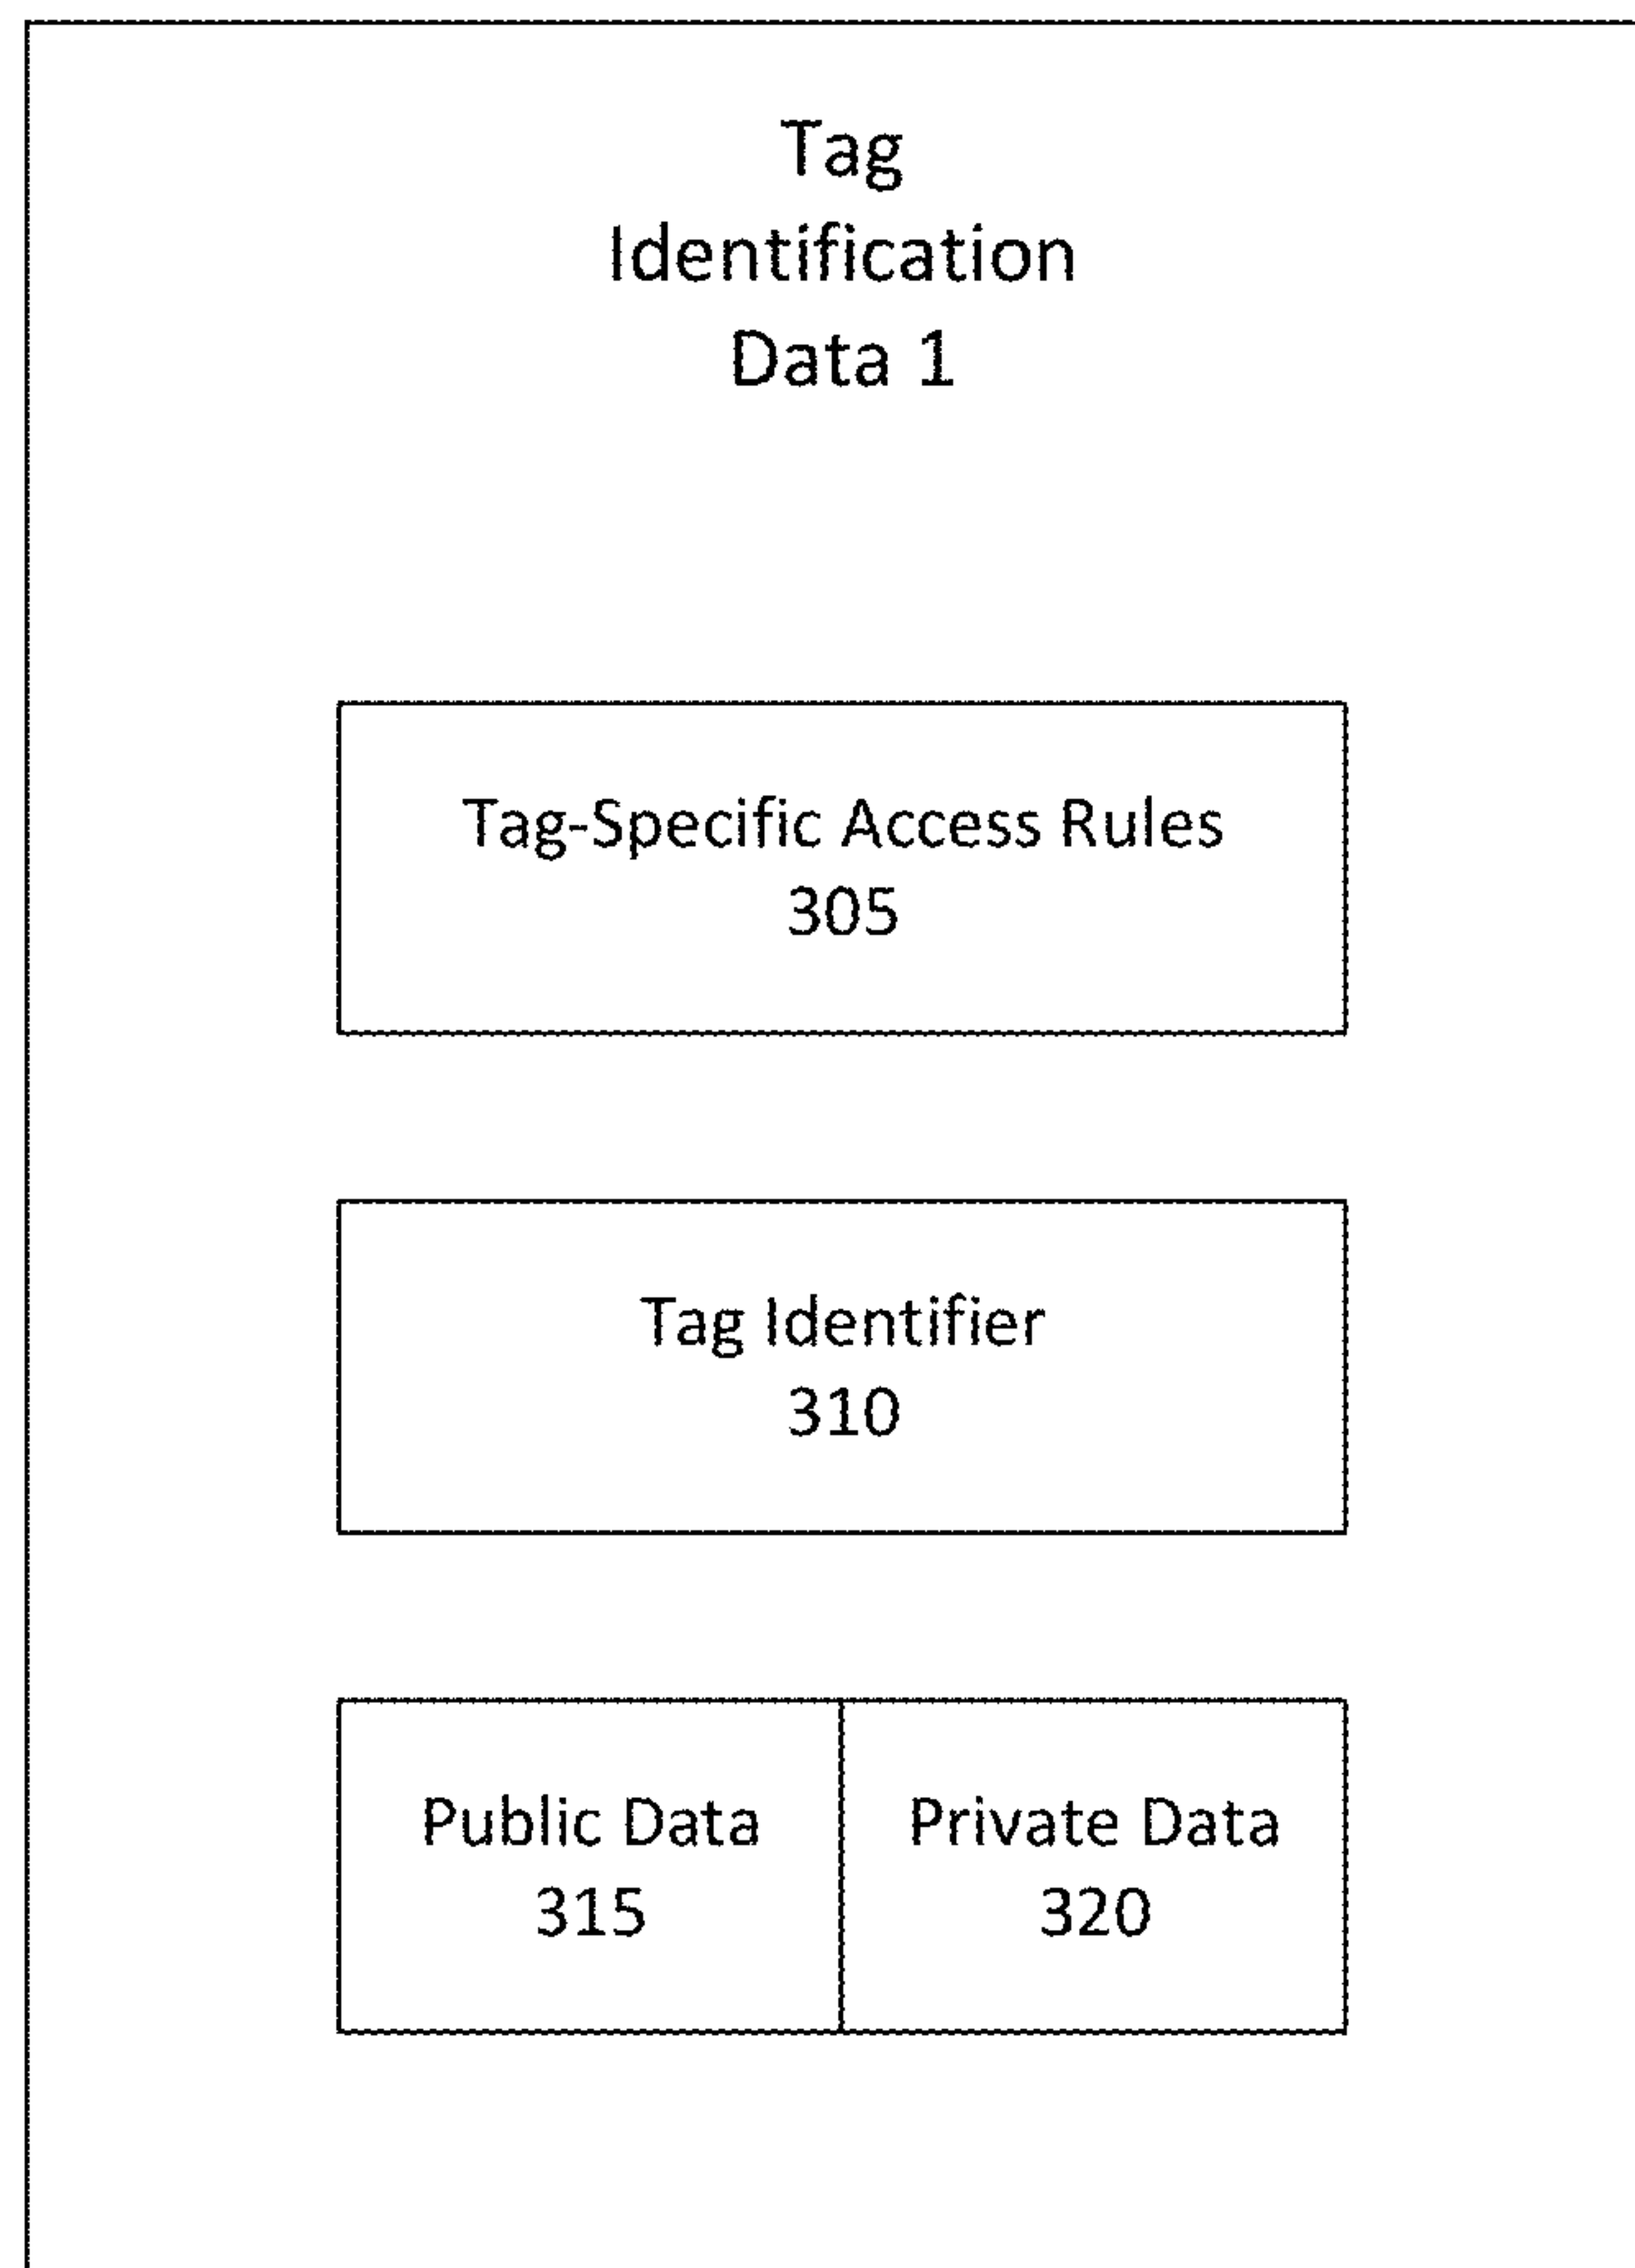 Tag
Identification
Data 1
Tag-Specific Access Rules
305
Tag Identifier
310
Public Data
315
Private Data
320